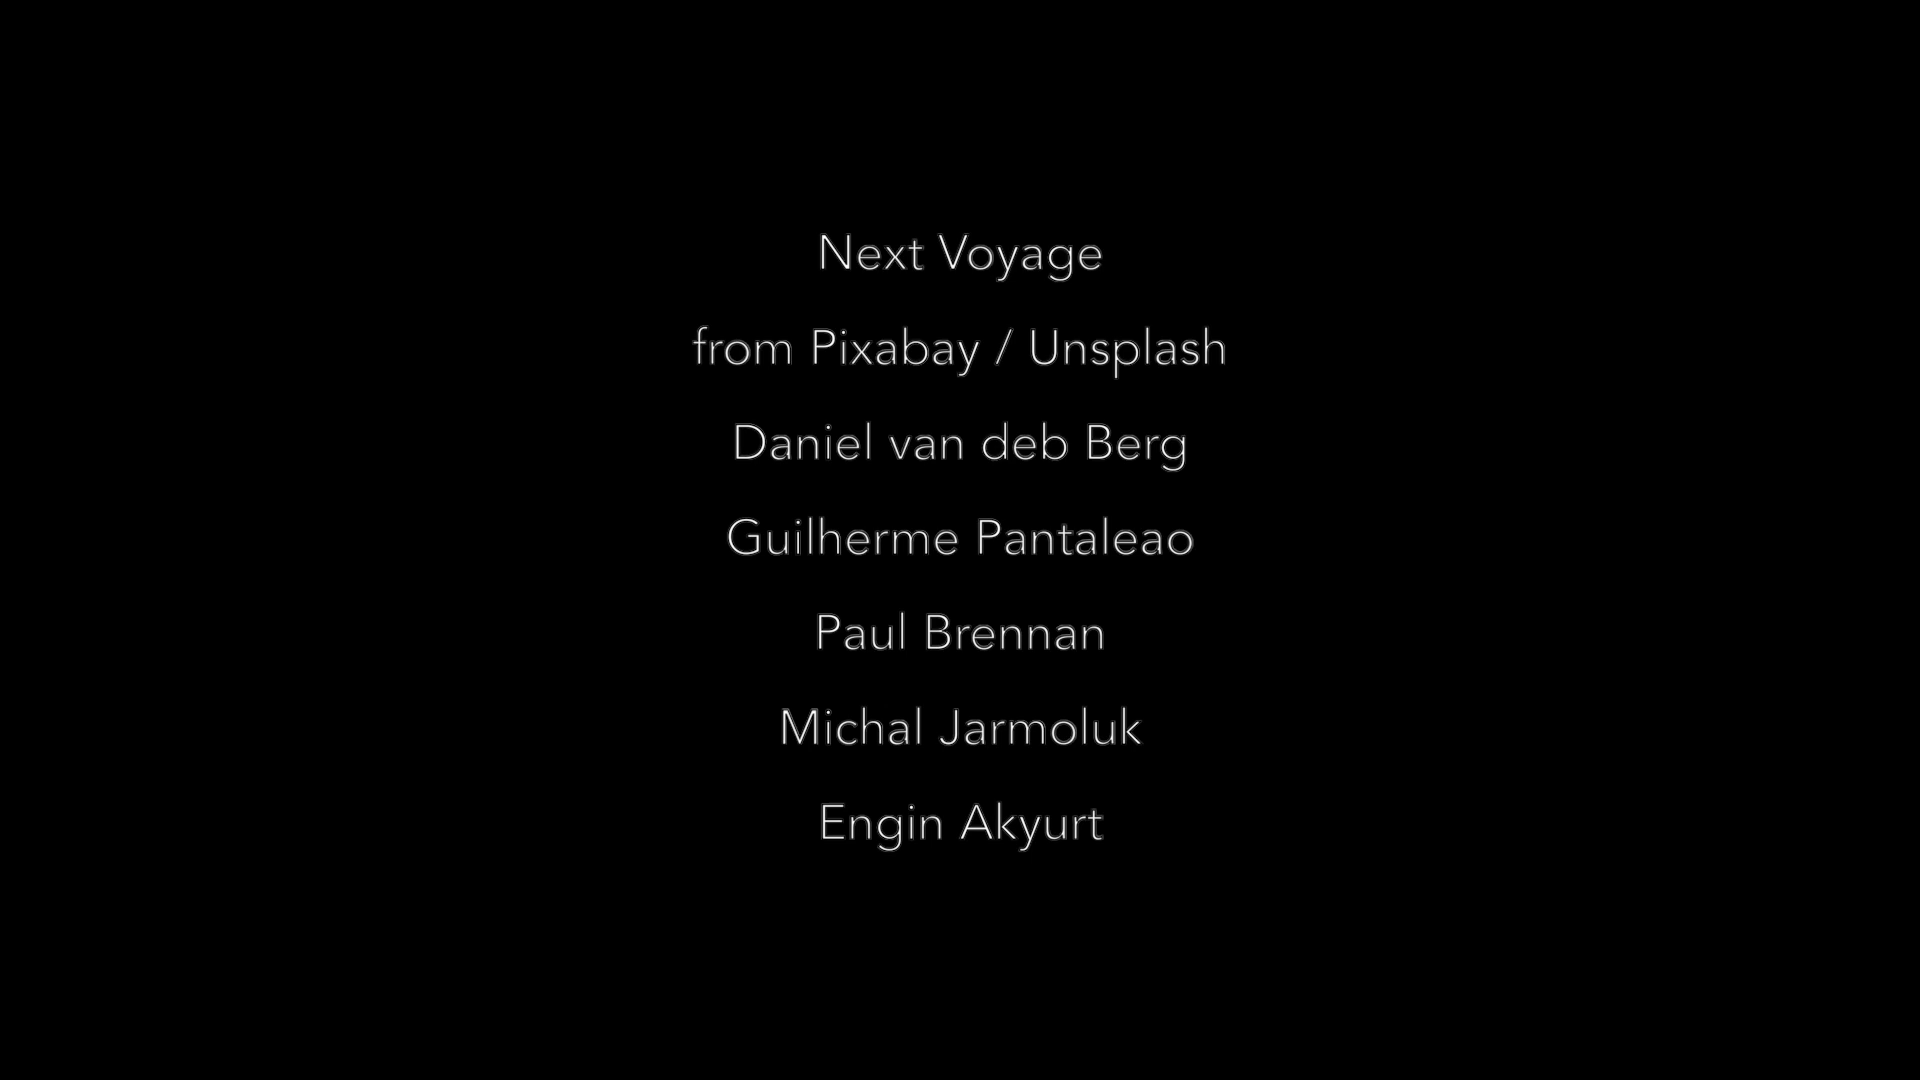 Next Voyage
from Pixabay / Unsplash
Daniel van deb Berg
Guilherme Pantaleao
Paul Brennan
Michal Jarmoluk
Engin Akyurt